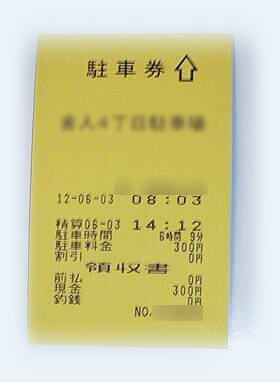 駐車券
12-06-03 08:03
精算06-03 14:12
駐車時間 6時間 9分
駐車料金 300円
割引 0円
領収書
前払 0円
現金 300円
釣銭 0円
NO.